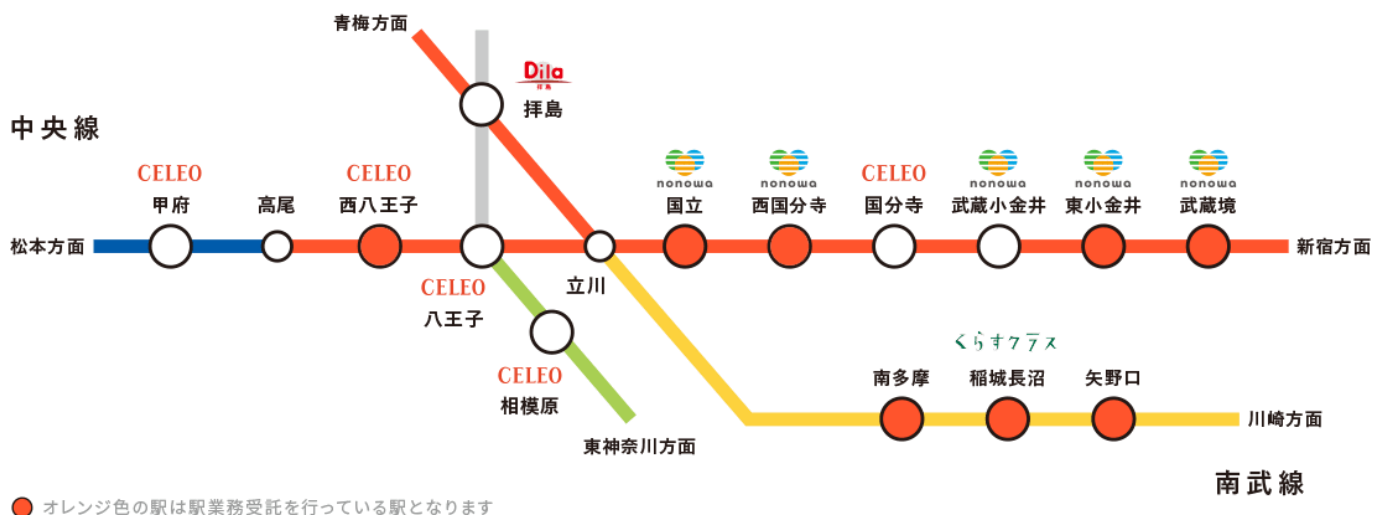 青梅方面
Dila
拝島
拝島
中央線
CELEO
甲府
高尾
CELEO
西八王子
nonowa
国立
nonowa
西国分寺
CELEO
国分寺
nonowa
武蔵小金井
nonowa
東小金井
nonowa
武蔵境
松本方面
新宿方面
CELEO
八王子
立川
CELEO
相模原
東神奈川方面
くらすクラス
南多摩
稲城長沼
矢野口
川崎方面
南武線
オレンジ色の駅は駅業務受託を行っている駅となります